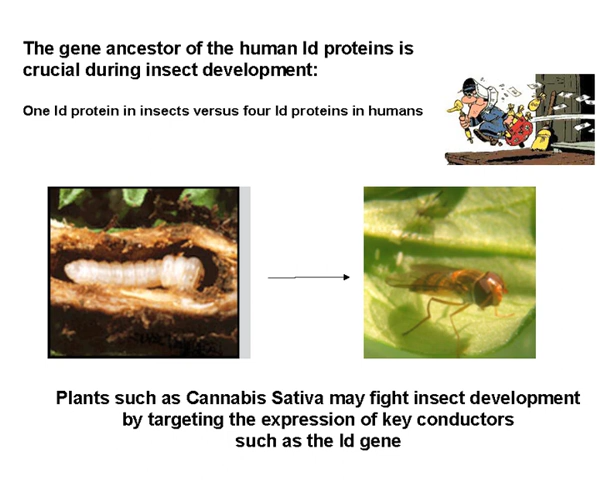 The gene ancestor of the human Id proteins is
crucial during insect development:
One Id protein in insects versus four Id proteins in humans
Plants such as Cannabis Sativa may fight insect development
by targeting the expression of key conductors
such as the Id gene